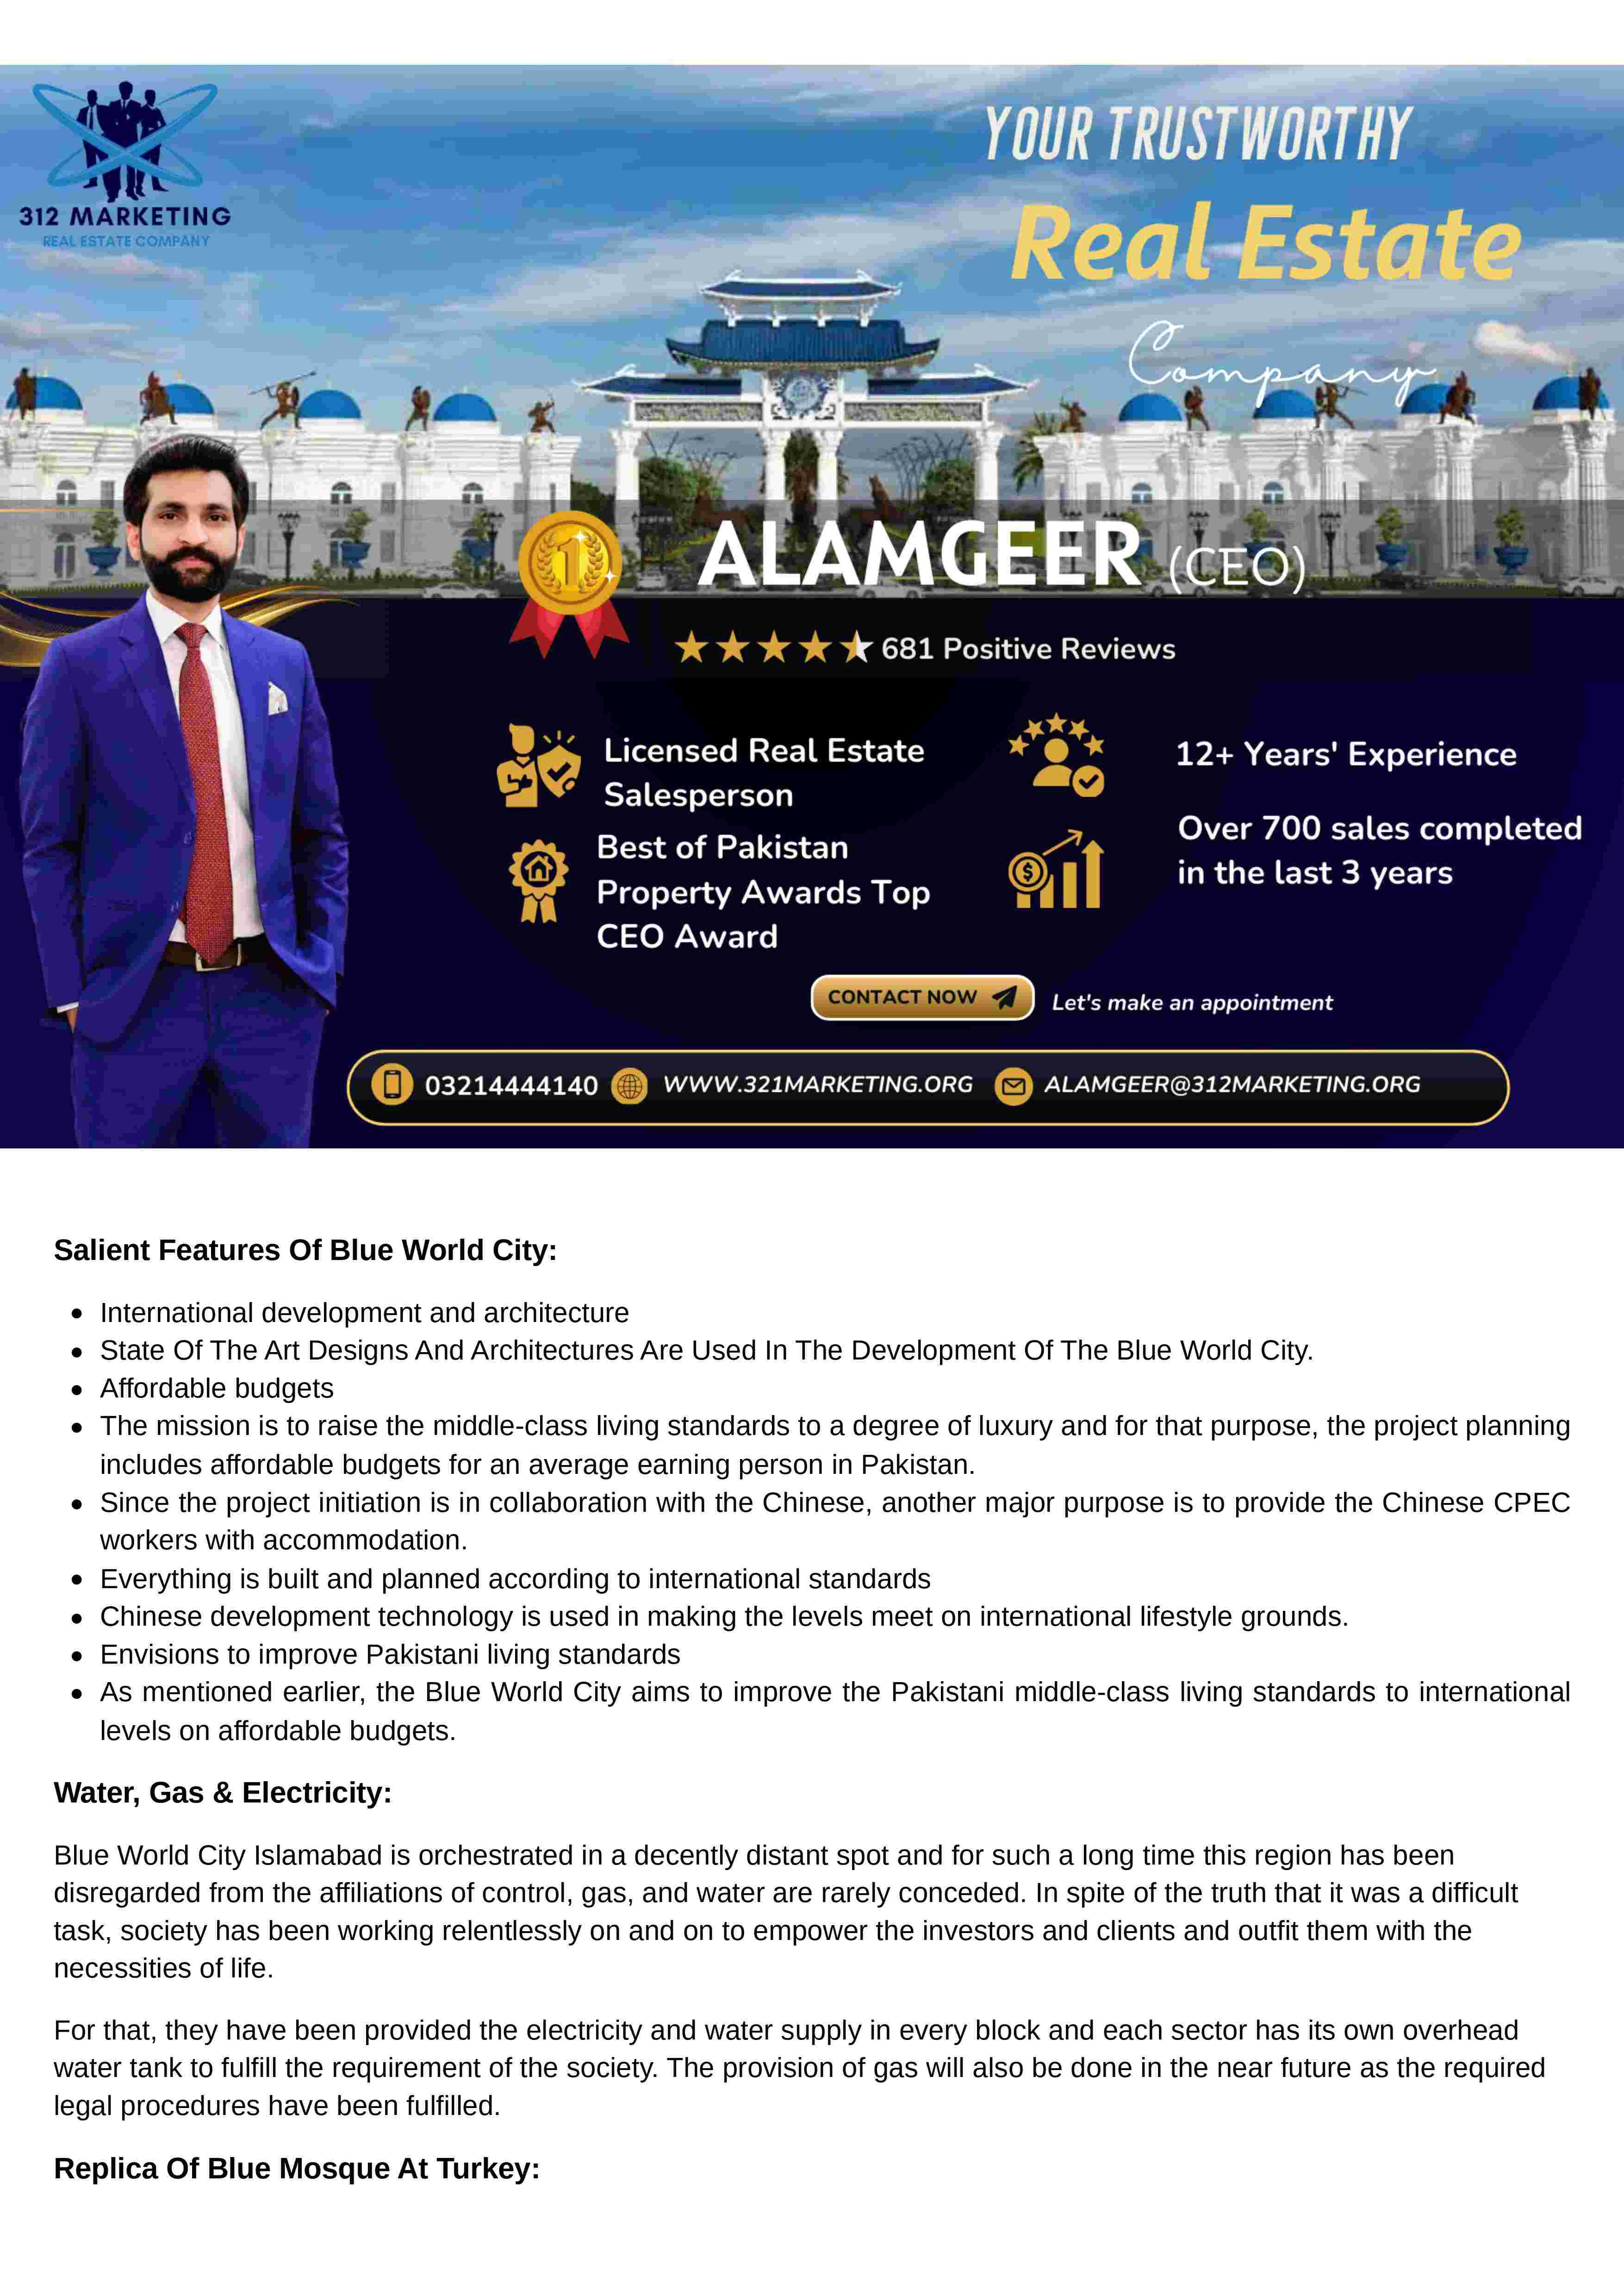 312 MARKETING
REAL ESTATE COMPANY
YOUR TRUSTWORTHY
Real Estate
Company
ALAMGEER (CEO)
1
681 Positive Reviews
Licensed Real Estate
Salesperson
12+ Years' Experience
Best of Pakistan
Property Awards Top
CEO Award
Over 700 sales completed
in the last 3 years
CONTACT NOW
Let's make an appointment
03214444140 WWW.321MARKETING.ORG ALAMGEER@312MARKETING.ORG
Salient Features Of Blue World City:
• International development and architecture
• State Of The Art Designs And Architectures Are Used In The Development Of The Blue World City.
• Affordable budgets
• The mission is to raise the middle-class living standards to a degree of luxury and for that purpose, the project planning
includes affordable budgets for an average earning person in Pakistan.
• Since the project initiation is in collaboration with the Chinese, another major purpose is to provide the Chinese CPEC
workers with accommodation.
• Everything is built and planned according to international standards
• Chinese development technology is used in making the levels meet on international lifestyle grounds.
• Envisions to improve Pakistani living standards
• As mentioned earlier, the Blue World City aims to improve the Pakistani middle-class living standards to international
levels on affordable budgets.
Water, Gas & Electricity:
Blue World City Islamabad is orchestrated in a decently distant spot and for such a long time this region has been
disregarded from the affiliations of control, gas, and water are rarely conceded. In spite of the truth that it was a difficult
task, society has been working relentlessly on and on to empower the investors and clients and outfit them with the
necessities of life.
For that, they have been provided the electricity and water supply in every block and each sector has its own overhead
water tank to fulfill the requirement of the society. The provision of gas will also be done in the near future as the required
legal procedures have been fulfilled.
Replica Of Blue Mosque At Turkey: